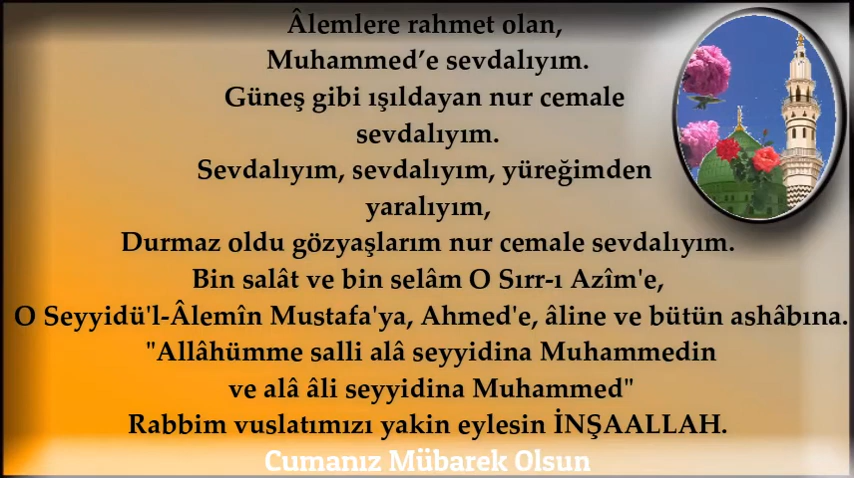 Âlemlere rahmet olan,
Muhammed’e sevdalıyım.
Güneş gibi ışıldayan nur cemale
sevdalıyım.
Sevdalıyım, sevdalıyım, yüreğimden
yaralıyım,
Durmaz oldu gözyaşlarım nur cemale sevdalıyım.
Bin salât ve bin selâm O Sırr-ı Azîm'e,
O Seyyidü'l-Âlemîn Mustafa'ya, Ahmed'e, âline ve bütün ashâbına.
"Allâhümme salli alâ seyyidina Muhammedin
ve alâ âli seyyidina Muhammed"
Rabbim vuslatımızı yakin eylesin İNŞAALLAH.
Cumanız Mübarek Olsun